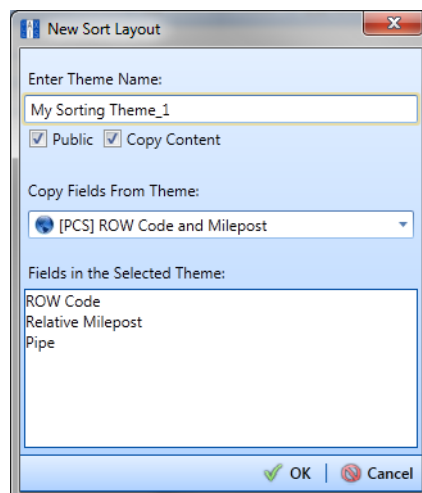 New Sort Layout
Enter Theme Name:
My Sorting Theme_1
Public Copy Content
Copy Fields From Theme:
[PCS] ROW Code and Milepost
Fields in the Selected Theme:
ROW Code
Relative Milepost
Pipe
OK | Cancel